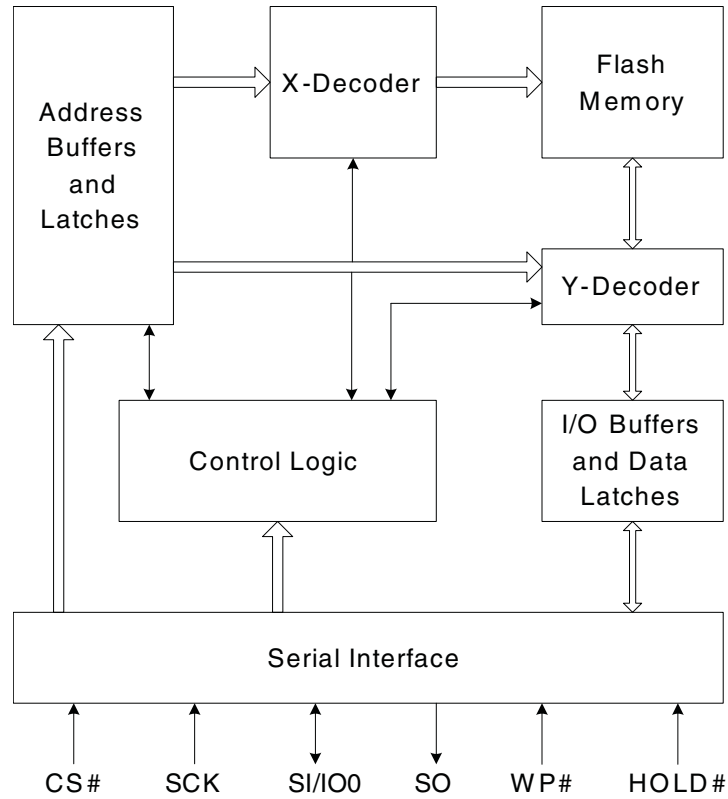 Address
Buffers
and
Latches
X-Decoder
Flash
Memory
Y-Decoder
Control Logic
I/O Buffers
and Data
Latches
Serial Interface
CS# SCK SI/IO0 SO WP# HOLD#